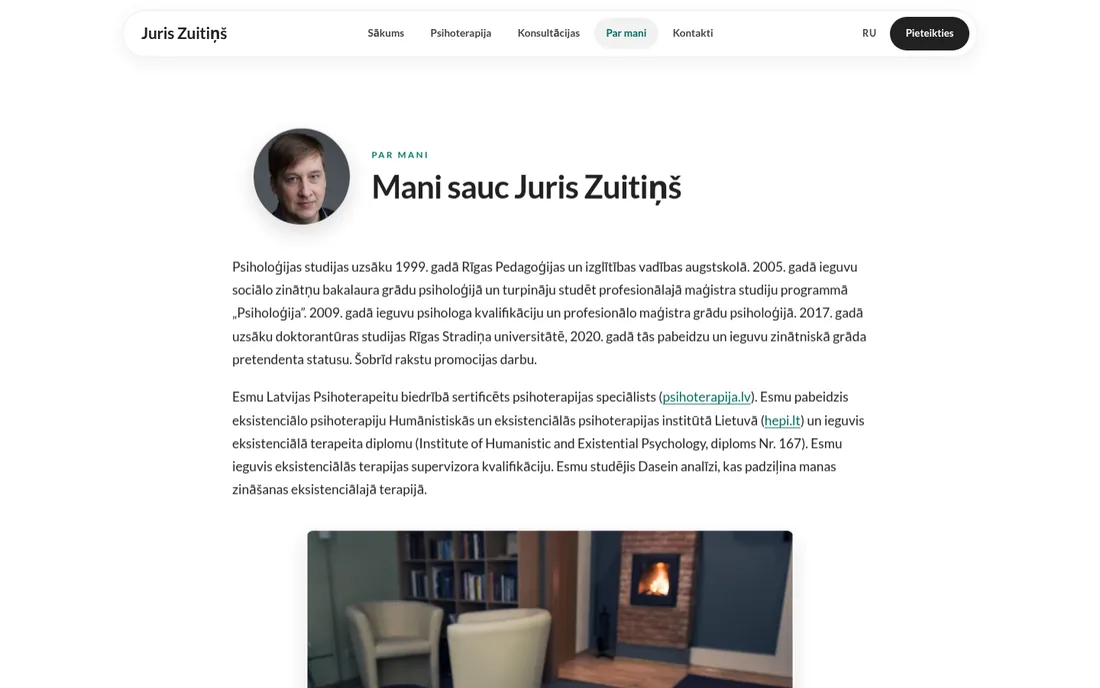 Juris Zuitiņš
Sākums
Psihoterapija
Konsultācijas
Par mani
Kontakti
RU
Pieteikties
PAR MANI
Mani sauc Juris Zuitiņš
Psiholoģijas studijas uzsāku 1999. gadā Rīgas Pedagoģijas un izglītības vadības augstskolā. 2005. gadā ieguvu
sociālo zinātņu bakalaura grādu psiholoģijā un turpināju studēt profesionālajā maģistra studiju programmā
„Psiholoģija”. 2009. gadā ieguvu psihologa kvalifikāciju un profesionālo maģistra grādu psiholoģijā. 2017. gadā
uzsāku doktorantūras studijas Rīgas Stradiņa universitātē, 2020. gadā tās pabeidzu un ieguvu zinātniskā grāda
pretendenta statusu. Šobrīd rakstu promocijas darbu.
Esmu Latvijas Psihoterapeitu biedrībā sertificēts psihoterapijas speciālists (psihoterapija.lv). Esmu pabeidzis
eksistenciālo psihoterapiju Humānistiskās un eksistenciālās psihoterapijas institūtā Lietuvā (hepi.lt) un ieguvis
eksistenciālā terapeita diplomu (Institute of Humanistic and Existential Psychology, diploms Nr. 167). Esmu
ieguvis eksistenciālās terapijas supervizora kvalifikāciju. Esmu studējis Dasein analīzi, kas padziļina manas
zināšanas eksistenciālajā terapijā.